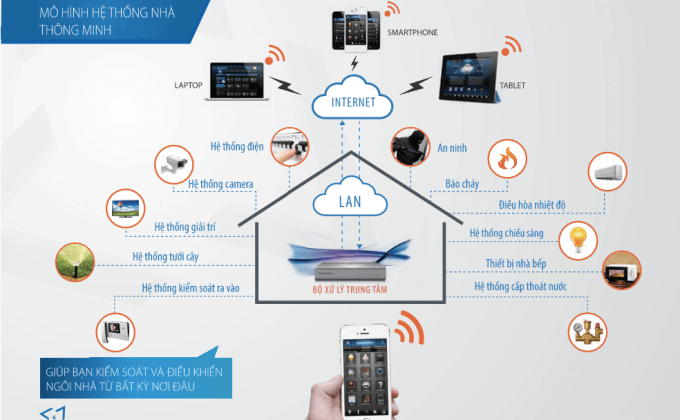 MÔ HÌNH HỆ THỐNG NHÀ
THÔNG MINH
SMARTPHONE
LAPTOP
TABLET
INTERNET
Hệ thống điện
An ninh
Hệ thống camera
Báo cháy
LAN
Điều hòa nhiệt độ
Hệ thống giải trí
Hệ thống chiếu sáng
Hệ thống tưới cây
Thiết bị nhà bếp
Hệ thống kiểm soát ra vào
BỘ XỬ LÝ TRUNG TÂM
Hệ thống cấp thoát nước
GIÚP BẠN KIỂM SOÁT VÀ ĐIỀU KHIỂN
NGÔI NHÀ TỪ BẤT KỲ NƠI ĐÂU